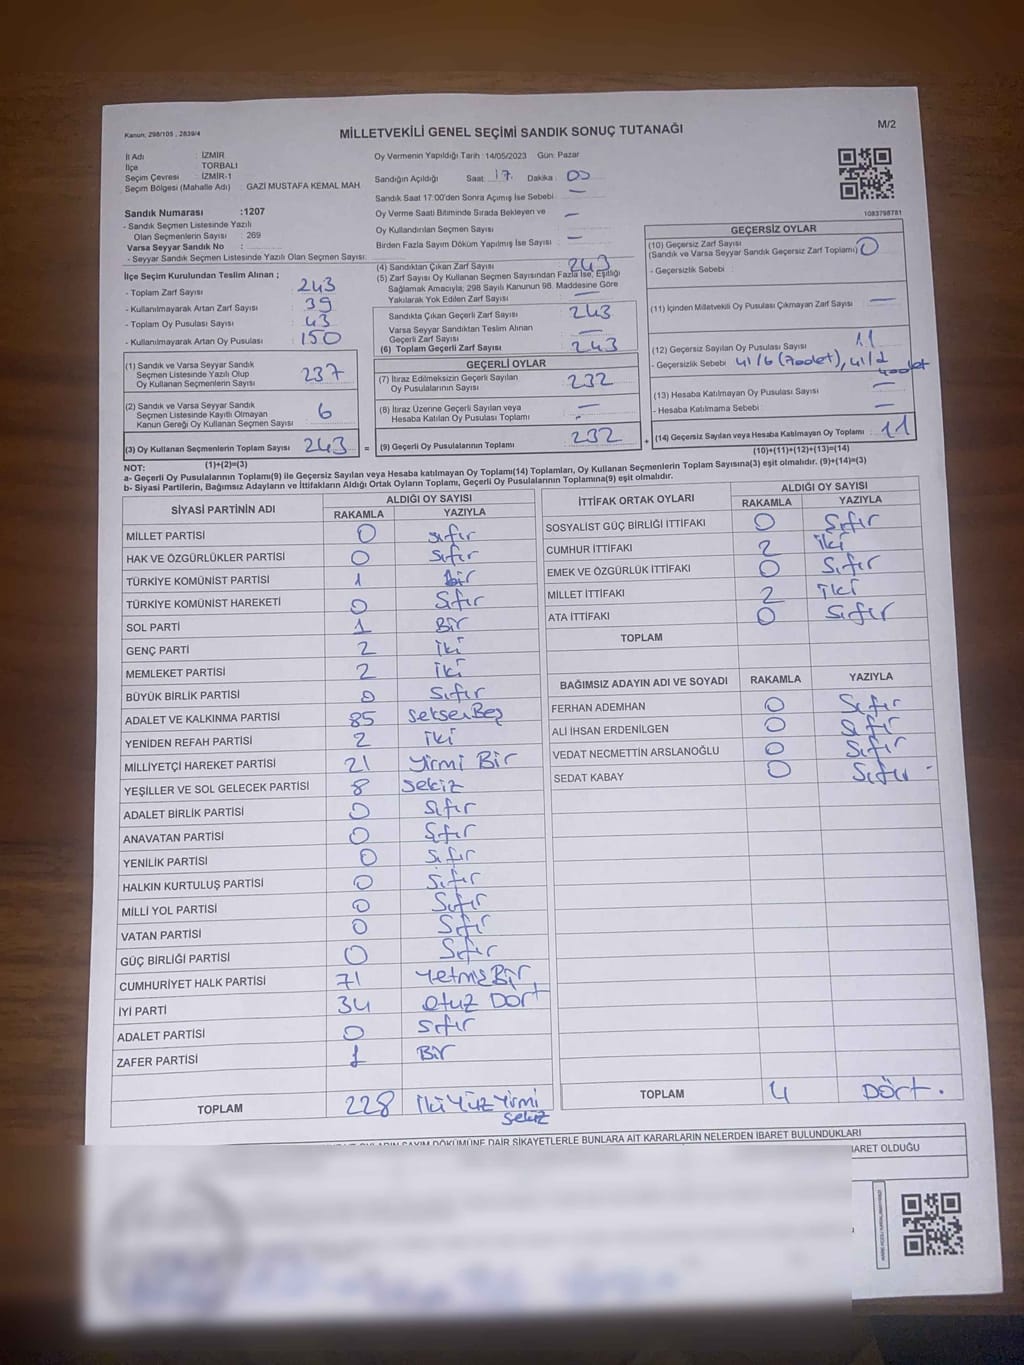 Kanun, 298/105 , 2839/4
MİLLETVEKİLİ GENEL SEÇİMİ SANDIK SONUÇ TUTANAĞI
M/2
İl Adı : İZMİR
İlçe : TORBALI
Seçim Çevresi : İZMİR-1
Seçim Bölgesi (Mahalle Adı) : GAZİ MUSTAFA KEMAL MAH.
Sandık Numarası :1207
- Sandık Seçmen Listesinde Yazılı
Olan Seçmenlerin Sayısı : 269
Varsa Seyyar Sandık No :
- Seyyar Sandık Seçmen Listesinde Yazılı Olan Seçmen Sayısı:
Oy Vermenin Yapıldığı Tarih :14/05/2023 Gün: Pazar
Sandığın Açıldığı Saat: 17. Dakika : 00
Sandık Saat 17:00'den Sonra Açımış İse Sebebi : —
Oy Verme Saati Bitiminde Sırada Bekleyen ve
Oy Kullandırılan Seçmen Sayısı : —
Birden Fazla Sayım Döküm Yapılmış İse Sayısı : —
1083798781
İlçe Seçim Kurulundan Teslim Alınan ;
- Toplam Zarf Sayısı : 243
- Kullanılmayarak Artan Zarf Sayısı : 39
- Toplam Oy Pusulası Sayısı : 43
- Kullanılmayarak Artan Oy Pusulası : 150
(1) Sandık ve Varsa Seyyar Sandık
Seçmen Listesinde Yazılı Olup
Oy Kullanan Seçmenlerin Sayısı : 237
(2) Sandık ve Varsa Seyyar Sandık
Seçmen Listesinde Kayıtlı Olmayan
Kanun Gereği Oy Kullanan Seçmen Sayısı : 6
(3) Oy Kullanan Seçmenlerin Toplam Sayısı : 243
(1)+(2)=(3)
(4) Sandıktan Çıkan Zarf Sayısı : 243
(5) Zarf Sayısı Oy Kullanan Seçmen Sayısından Fazla İse, Eşitliği
Sağlamak Amacıyla, 298 Sayılı Kanunun 98. Maddesine Göre
Yakılarak Yok Edilen Zarf Sayısı : —
Sandıkta Çıkan Geçerli Zarf Sayısı : 243
Varsa Seyyar Sandıktan Teslim Alınan
Geçerli Zarf Sayısı : —
(6) Toplam Geçerli Zarf Sayısı : 243
GEÇERLİ OYLAR
(7) İtiraz Edilmeksizin Geçerli Sayılan
Oy Pusulalarının Sayısı : 232
(8) İtiraz Üzerine Geçerli Sayılan veya
Hesaba Katılan Oy Pusulası Toplamı : —
= (9) Geçerli Oy Pusulalarının Toplamı : 232
GEÇERSİZ OYLAR
(10) Geçersiz Zarf Sayısı
(Sandık ve Varsa Seyyar Sandık Geçersiz Zarf Toplamı) : 0
- Geçersizlik Sebebi :
(11) İçinden Milletvekili Oy Pusulası Çıkmayan Zarf Sayısı : —
(12) Geçersiz Sayılan Oy Pusulası Sayısı : 11
- Geçersizlik Sebebi : 41/6 (7adet), 41/2
4adet
(13) Hesaba Katılmayan Oy Pusulası Sayısı : —
- Hesaba Katılmama Sebebi : —
+ (14) Geçersiz Sayılan veya Hesaba Katılmayan Oy Toplamı : 11
(10)+(11)+(12)+(13)=(14)
NOT:
a- Geçerli Oy Pusulalarının Toplamı(9) ile Geçersiz Sayılan veya Hesaba katılmayan Oy Toplamı(14) Toplamları, Oy Kullanan Seçmenlerin Toplam Sayısına(3) eşit olmalıdır. (9)+(14)=(3)
b- Siyasi Partilerin, Bağımsız Adayların ve İttifakların Aldığı Ortak Oyların Toplamı, Geçerli Oy Pusulalarının Toplamına(9) eşit olmalıdır.
SİYASİ PARTİNİN ADI ALDIĞI OY SAYISI
RAKAMLA YAZIYLA
MİLLET PARTİSİ 0 sıfır
HAK VE ÖZGÜRLÜKLER PARTİSİ 0 sıfır
TÜRKİYE KOMÜNİST PARTİSİ 1 bir
TÜRKİYE KOMÜNİST HAREKETİ 0 Sıfır
SOL PARTİ 1 Bir
GENÇ PARTİ 2 iki
MEMLEKET PARTİSİ 2 iki
BÜYÜK BİRLİK PARTİSİ 0 Sıfır
ADALET VE KALKINMA PARTİSİ 85 seksenBeş
YENİDEN REFAH PARTİSİ 2 iki
MİLLİYETÇİ HAREKET PARTİSİ 21 yirmi Bir
YEŞİLLER VE SOL GELECEK PARTİSİ 8 sekiz
ADALET BİRLİK PARTİSİ 0 Sıfır
ANAVATAN PARTİSİ 0 Sıfır
YENİLİK PARTİSİ 0 Sıfır
HALKIN KURTULUŞ PARTİSİ 0 Sıfır
MİLLİ YOL PARTİSİ 0 Sıfır
VATAN PARTİSİ 0 Sıfır
GÜÇ BİRLİĞİ PARTİSİ 0 Sıfır
CUMHURİYET HALK PARTİSİ 71 YetmişBir
İYİ PARTİ 34 otuz Dört
ADALET PARTİSİ 0 sıfır
ZAFER PARTİSİ 1 Bir
TOPLAM 228 ikiYüzYirmi
sekiz
İTTİFAK ORTAK OYLARI ALDIĞI OY SAYISI
RAKAMLA YAZIYLA
SOSYALİST GÜÇ BİRLİĞİ İTTİFAKI 0 Sıfır
CUMHUR İTTİFAKI 2 iki
EMEK VE ÖZGÜRLÜK İTTİFAKI 0 Sıfır
MİLLET İTTİFAKI 2 iki
ATA İTTİFAKI 0 sıfır
TOPLAM
BAĞIMSIZ ADAYIN ADI VE SOYADI RAKAMLA YAZIYLA
FERHAN ADEMHAN 0 Sıfır
ALİ İHSAN ERDENİLGEN 0 Sıfır
VEDAT NECMETTİN ARSLANOĞLU 0 Sıfır
SEDAT KABAY 0 Sıfır
TOPLAM 4 Dört.
SAYIM DÖKÜMÜNE DAİR ŞİKAYETLERLE BUNLARA AİT KARARLARIN NELERDEN İBARET BULUNDUKLARI
İBARET OLDUĞU